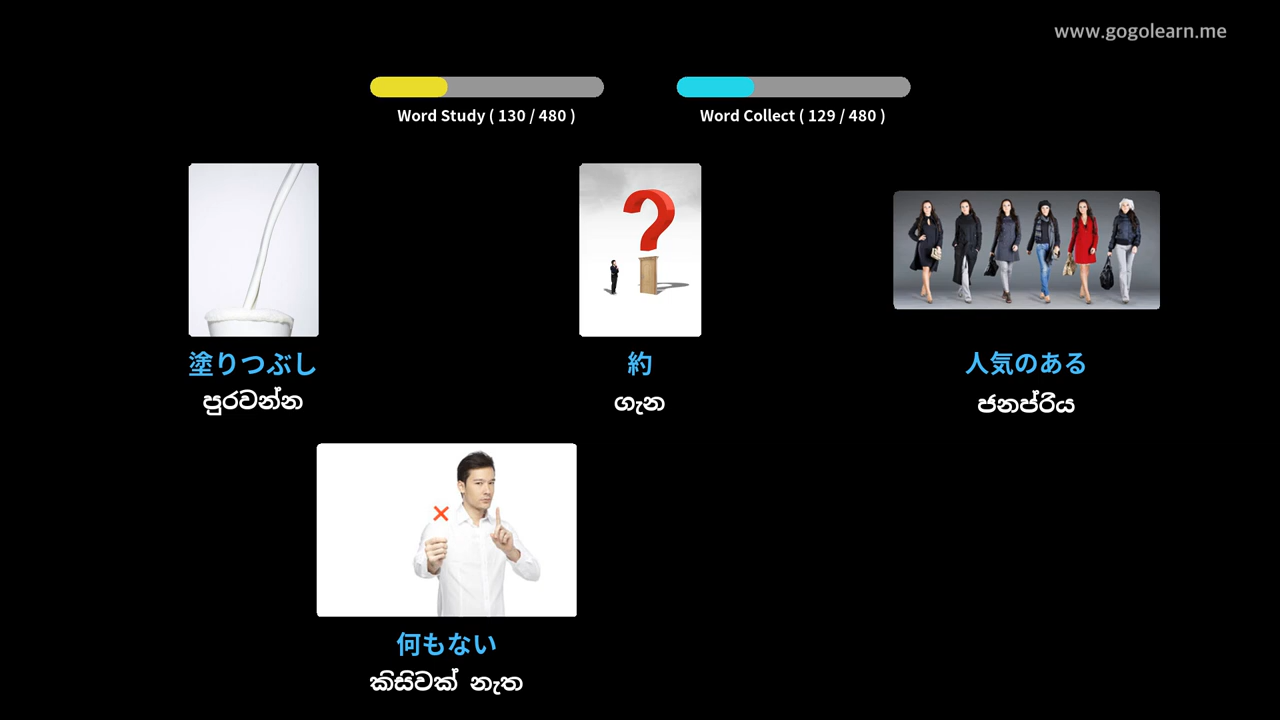 www.gogolearn.me
Word Study ( 130 / 480 )
Word Collect ( 129 / 480 )
塗りつぶし
පුරවන්න
約
ගැන
人気のある
ජනප්රිය
何もない
කිසිවක් නැත